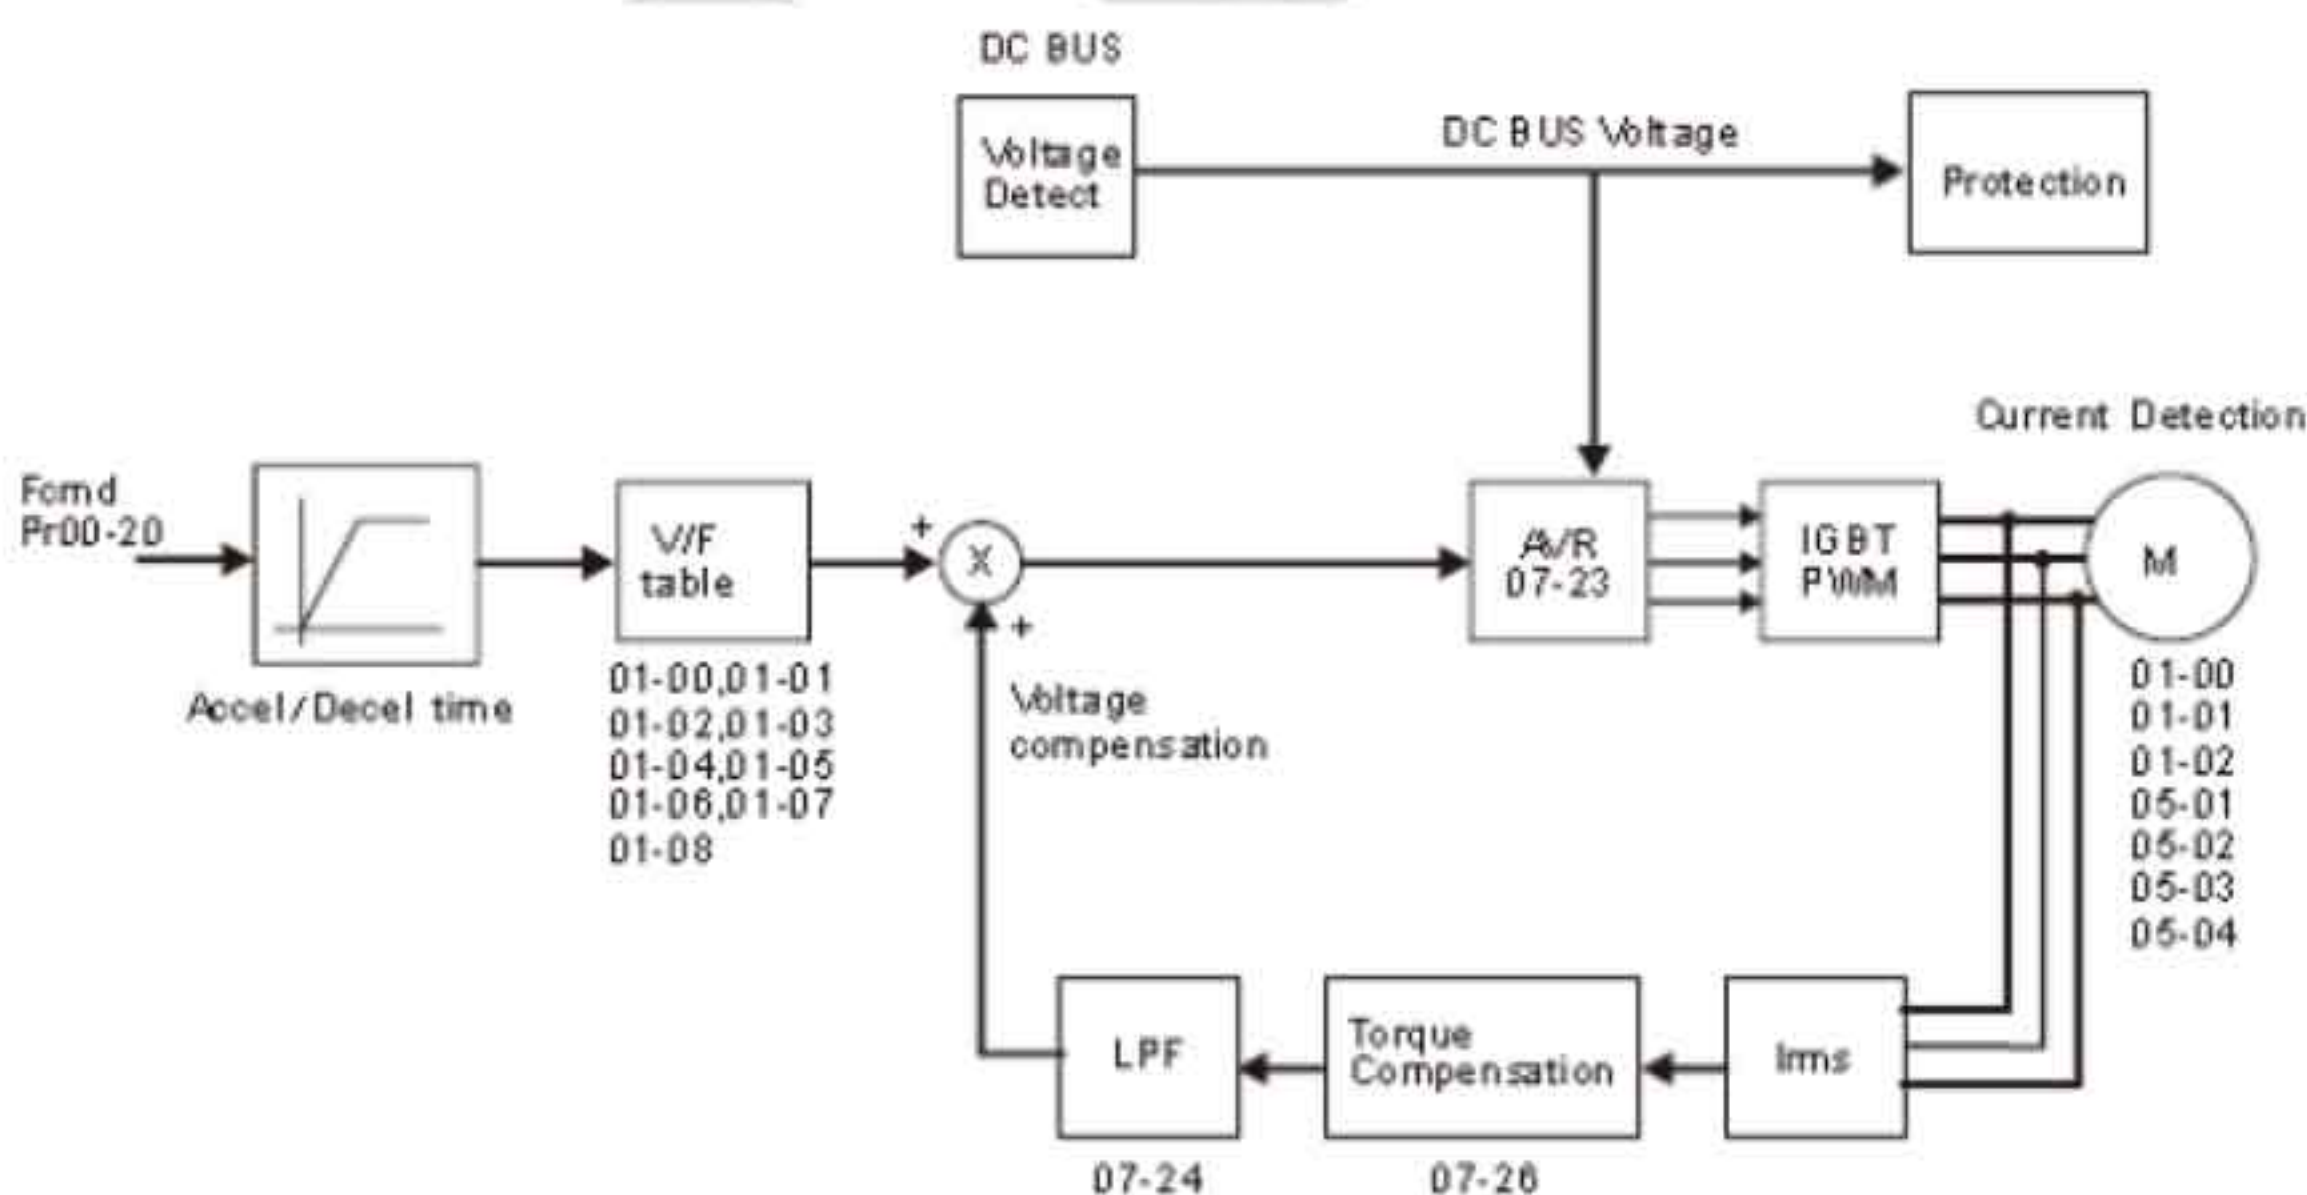 DC BUS
Voltage
Detect
DC BUS Voltage
Protection
Current Detection
Fcmd
Pr00-20
Accel/Decel time
V/F
table
01-00,01-01
01-02,01-03
01-04,01-05
01-06,01-07
01-08
+
X
+
Voltage
compensation
AVR
07-23
IGBT
PWM
M
01-00
01-01
01-02
05-01
05-02
05-03
05-04
LPF
07-24
Torque
Compensation
07-26
Irms